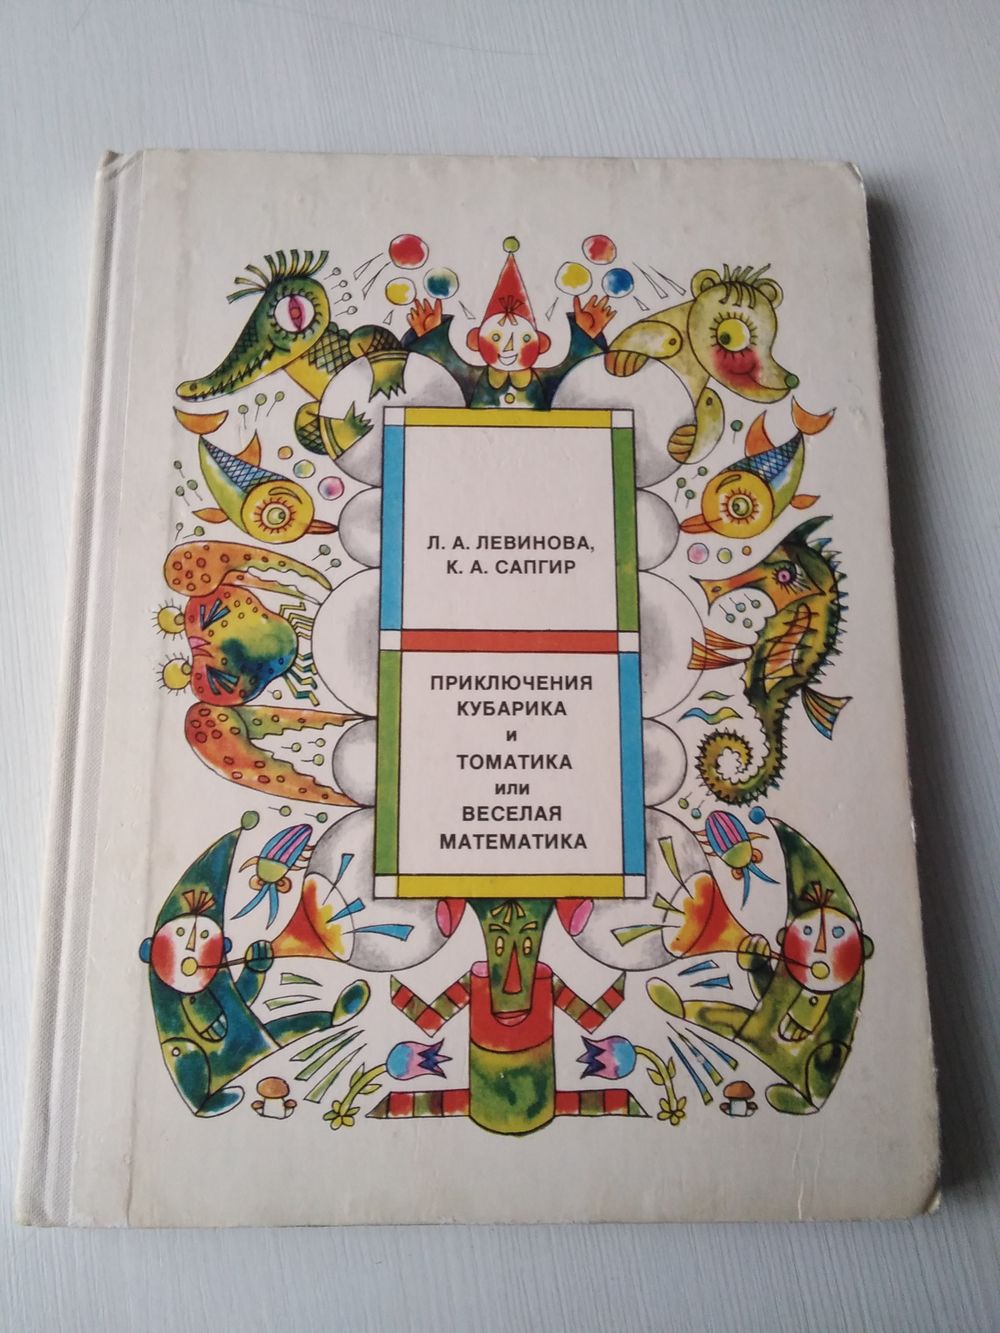 Л. А. ЛЕВИНОВА,
К. А. САПГИР
ПРИКЛЮЧЕНИЯ
КУБАРИКА
И
ТОМАТИКА
ИЛИ
ВЕСЕЛАЯ
МАТЕМАТИКА